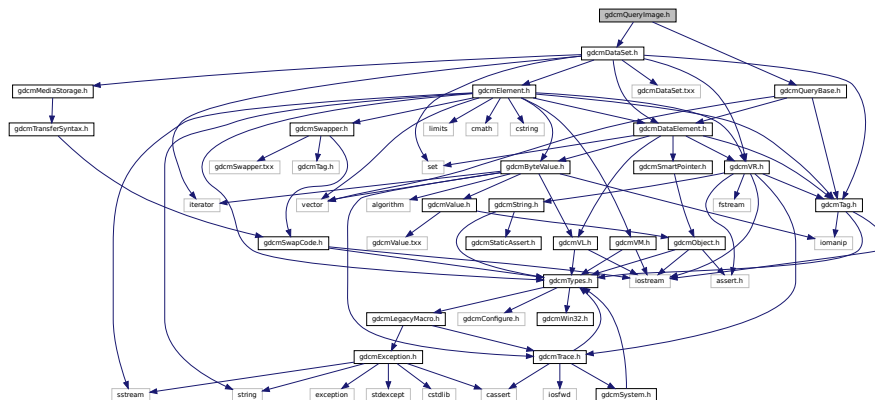 gdcmQueryImage.h
gdcmDataSet.h
gdcmMediaStorage.h
gdcmElement.h
gdcmDataSet.txx
gdcmQueryBase.h
gdcmTransferSyntax.h
gdcmSwapper.h
limits
cmath
cstring
gdcmDataElement.h
gdcmSwapper.txx
gdcmTag.h
set
gdcmByteValue.h
gdcmSmartPointer.h
gdcmVR.h
iterator
vector
algorithm
gdcmValue.h
gdcmString.h
fstream
gdcmTag.h
gdcmSwapCode.h
gdcmValue.txx
gdcmStaticAssert.h
gdcmVL.h
gdcmVM.h
gdcmObject.h
iomanip
gdcmTypes.h
iostream
assert.h
gdcmLegacyMacro.h
gdcmConfigure.h
gdcmWin32.h
gdcmException.h
gdcmTrace.h
sstream
string
exception
stdexcept
cstdlib
cassert
iosfwd
gdcmSystem.h